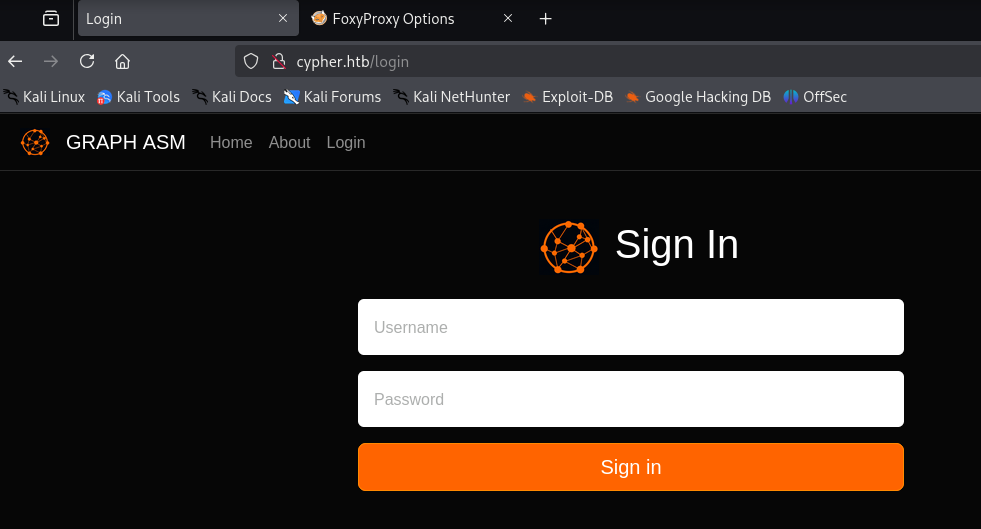 Login FoxyProxy Options
cypher.htb/login
Kali Linux Kali Tools Kali Docs Kali Forums Kali NetHunter Exploit-DB Google Hacking DB OffSec
GRAPH ASM Home About Login
Sign In
Username
Password
Sign in